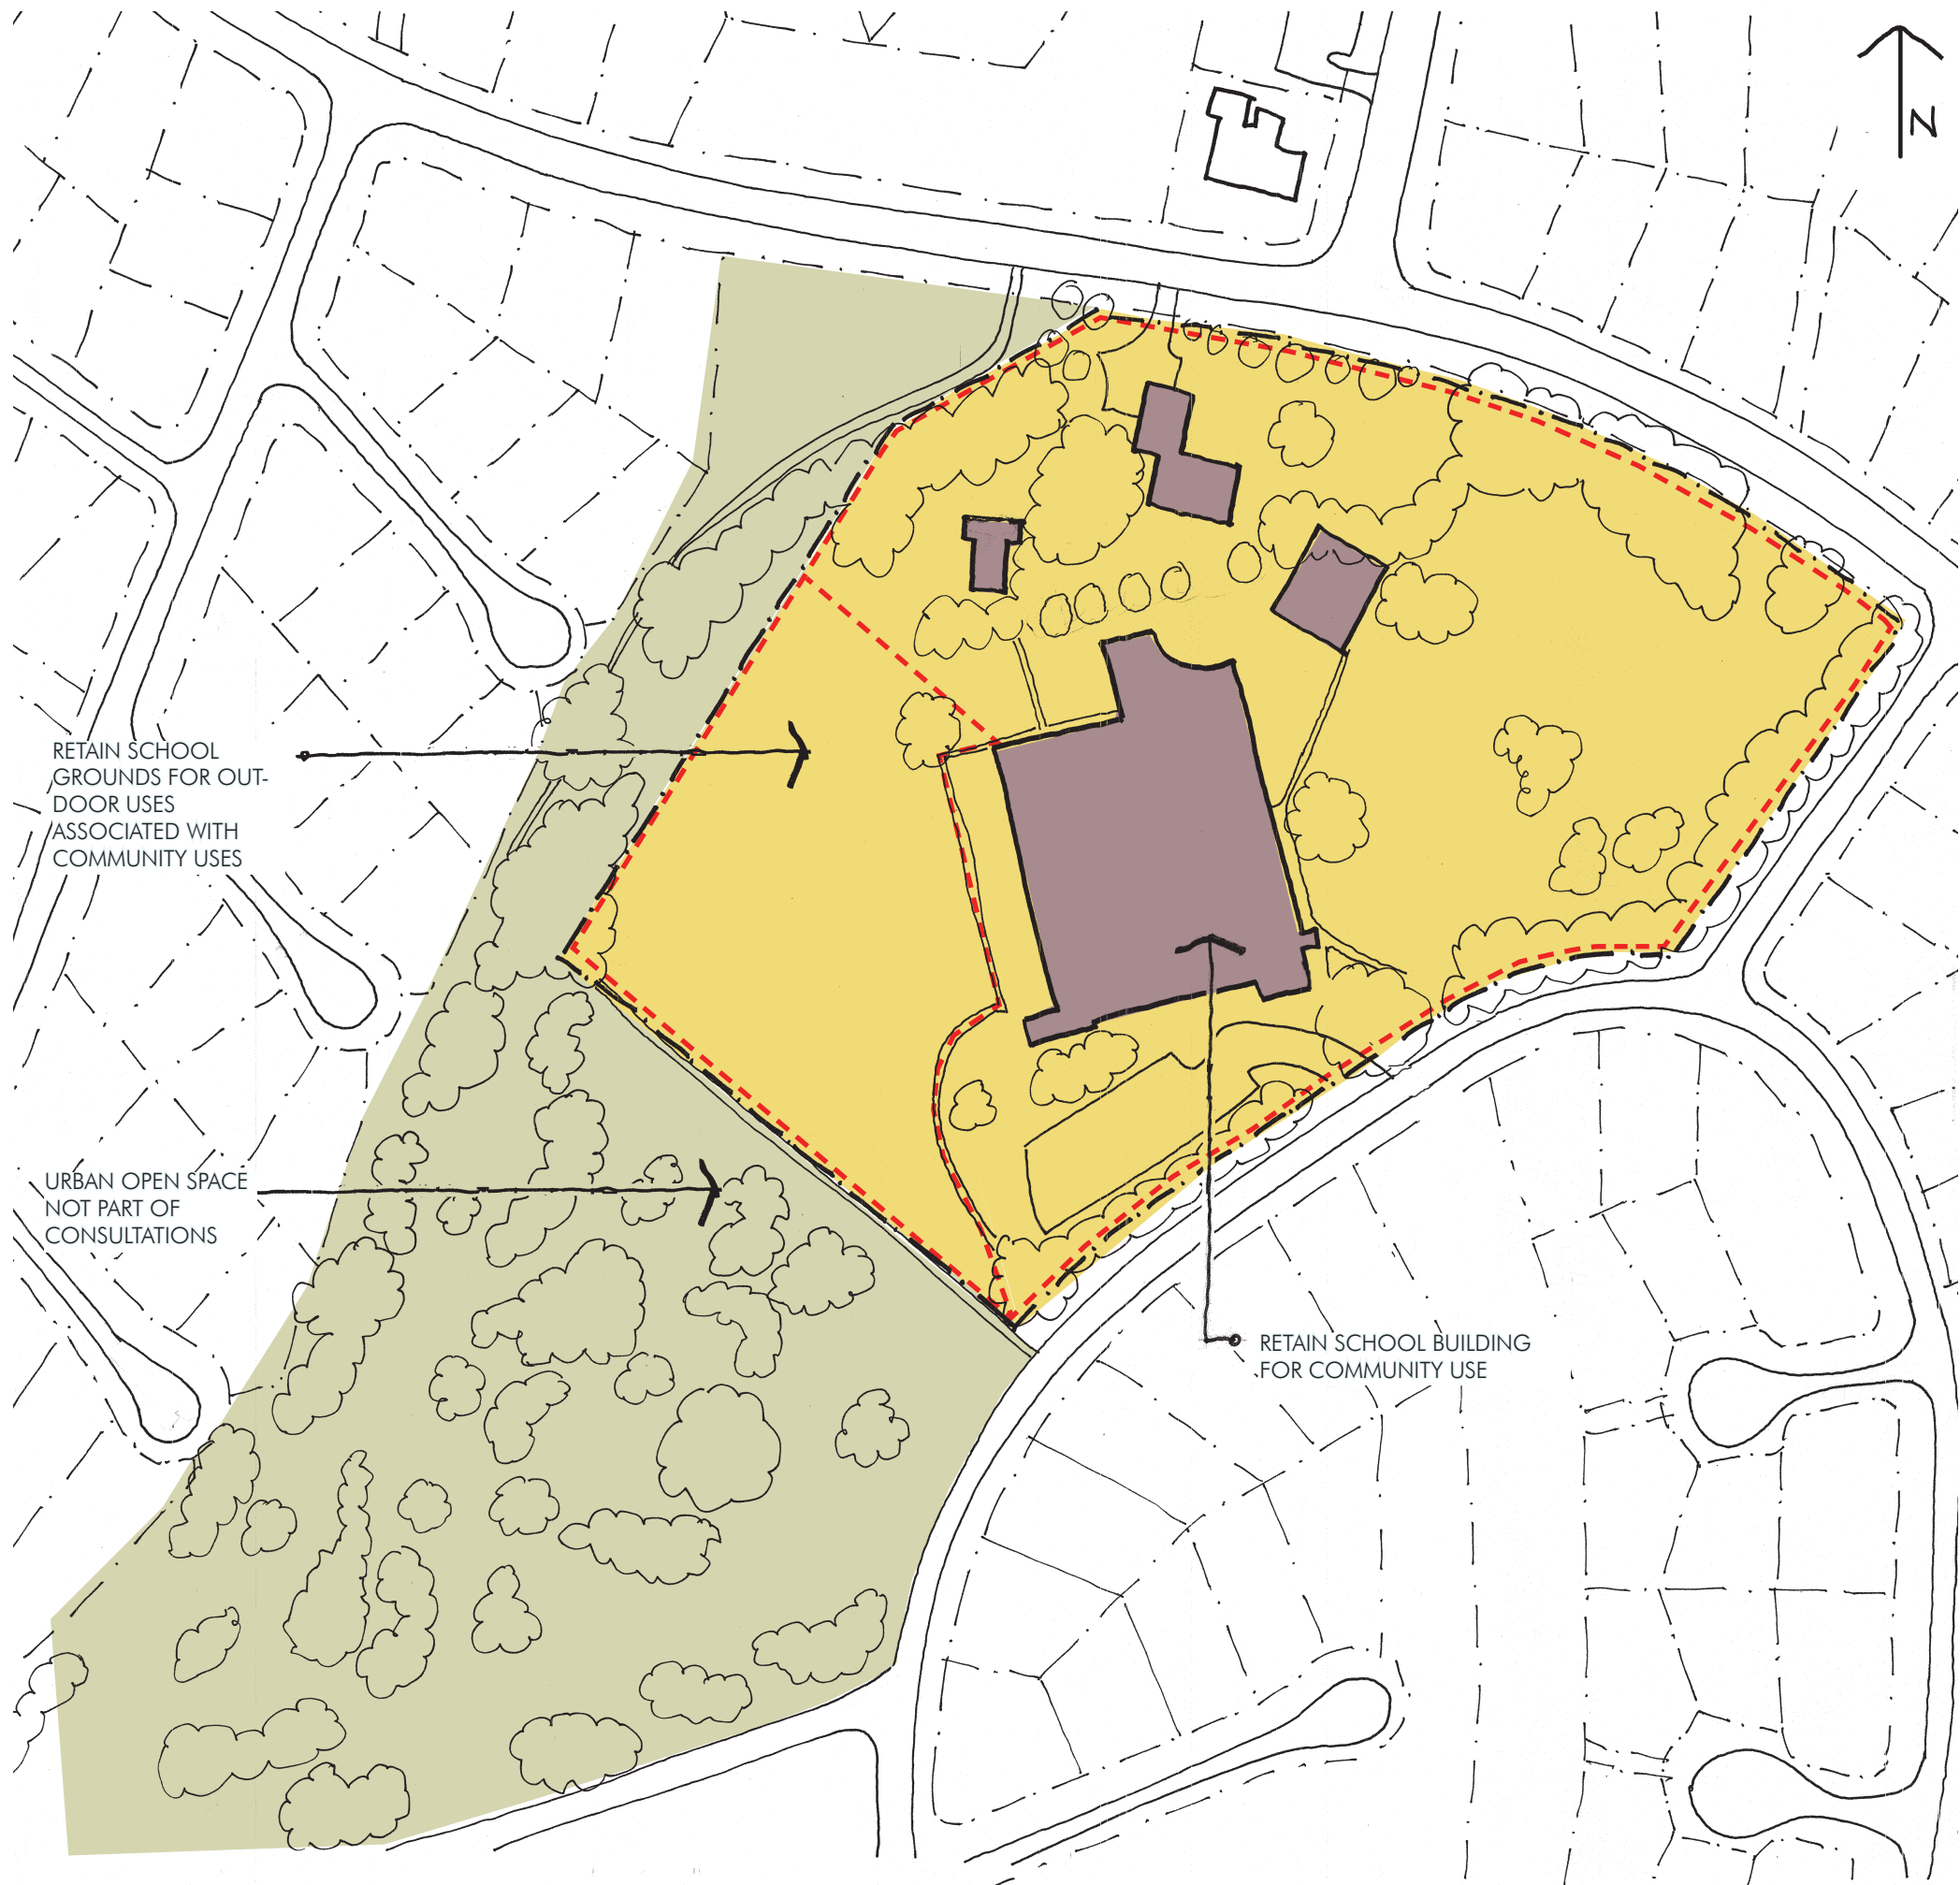 N
RETAIN SCHOOL
GROUNDS FOR OUT-
DOOR USES
ASSOCIATED WITH
COMMUNITY USES
URBAN OPEN SPACE
NOT PART OF
CONSULTATIONS
RETAIN SCHOOL BUILDING
FOR COMMUNITY USE